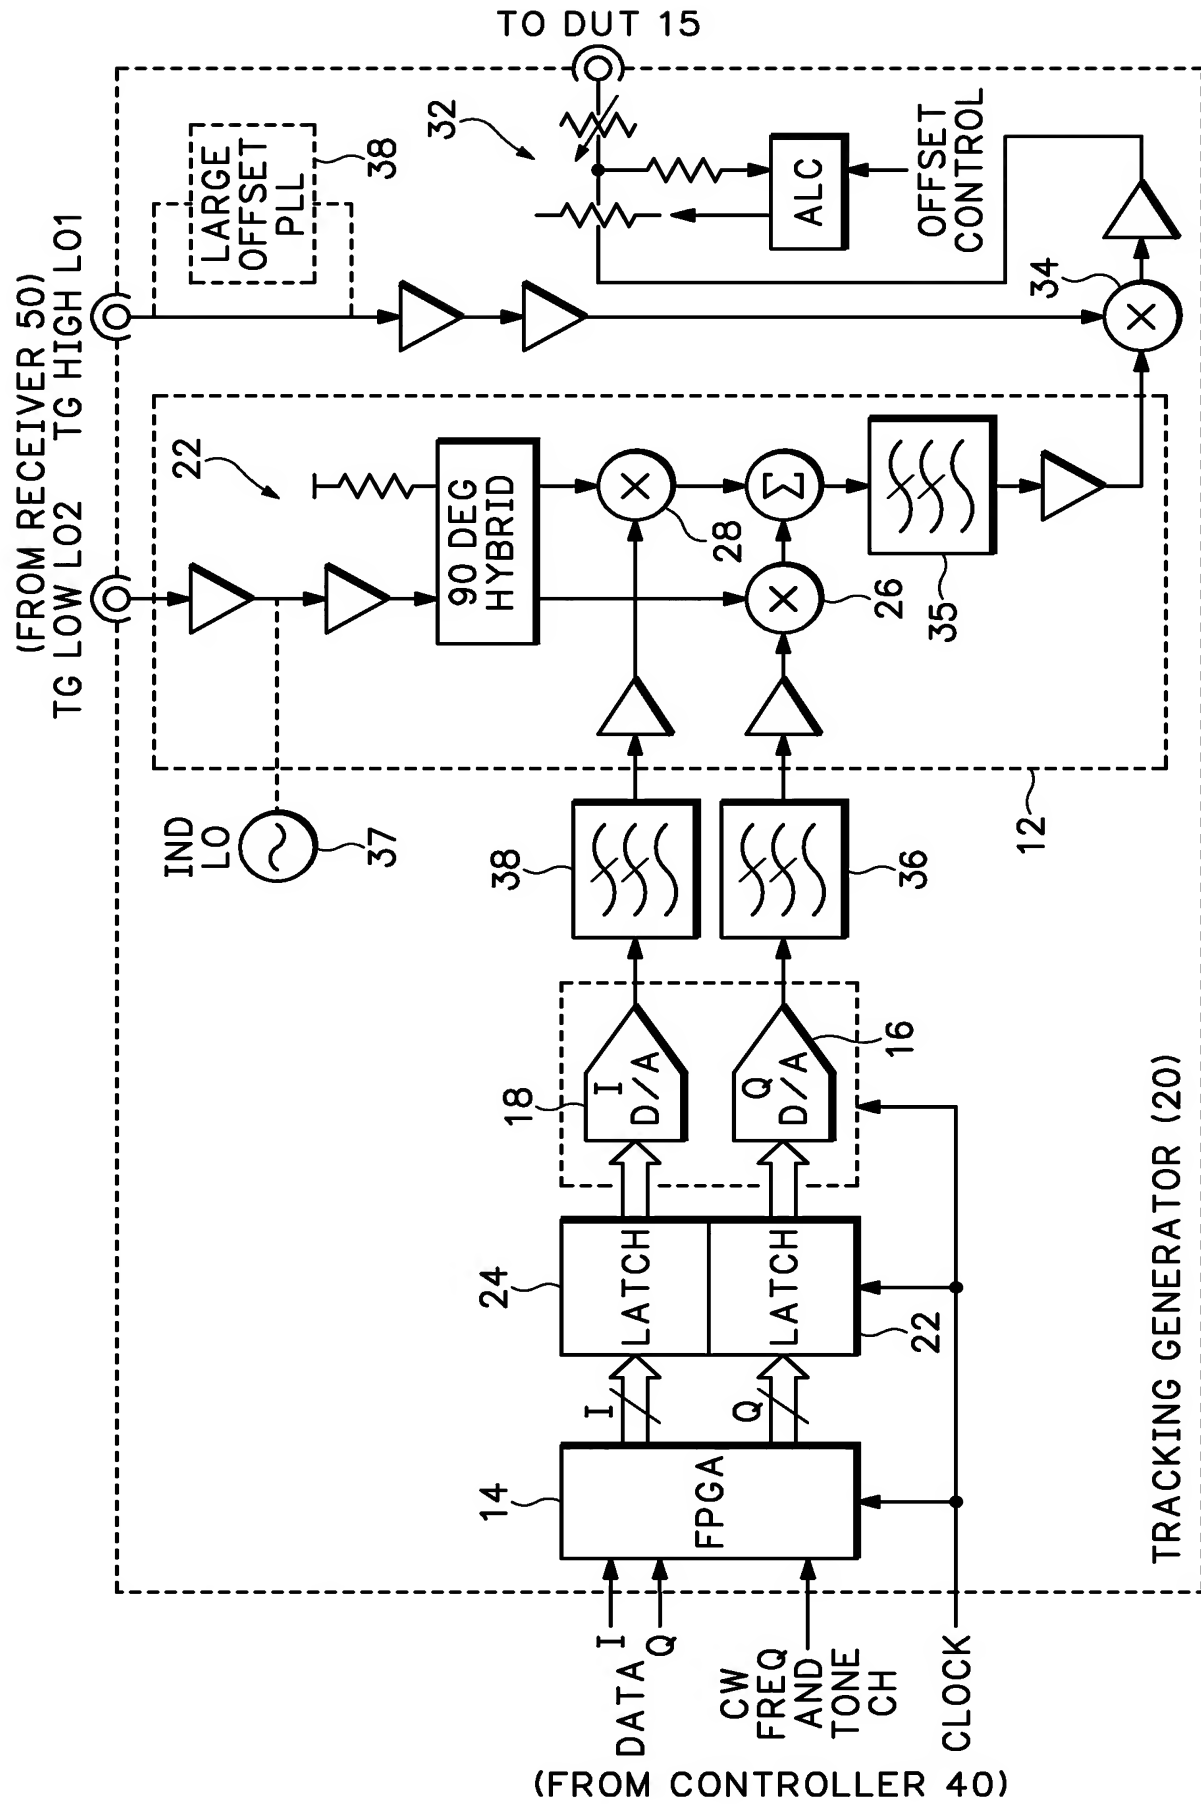 TO DUT 15
(FROM RECEIVER 50)
TG LOW LO2
TG HIGH LO1
LARGE
OFFSET
PLL
38
32
ALC
OFFSET
CONTROL
34
22
90 DEG
HYBRID
28
Σ
26
35
12
IND
LO
37
38
36
18
I
D/A
Q
D/A
16
24
LATCH
LATCH
22
I
Q
14
FPGA
DATA
I
Q
CW
FREQ
AND
TONE
CH
CLOCK
(FROM CONTROLLER 40)
TRACKING GENERATOR (20)